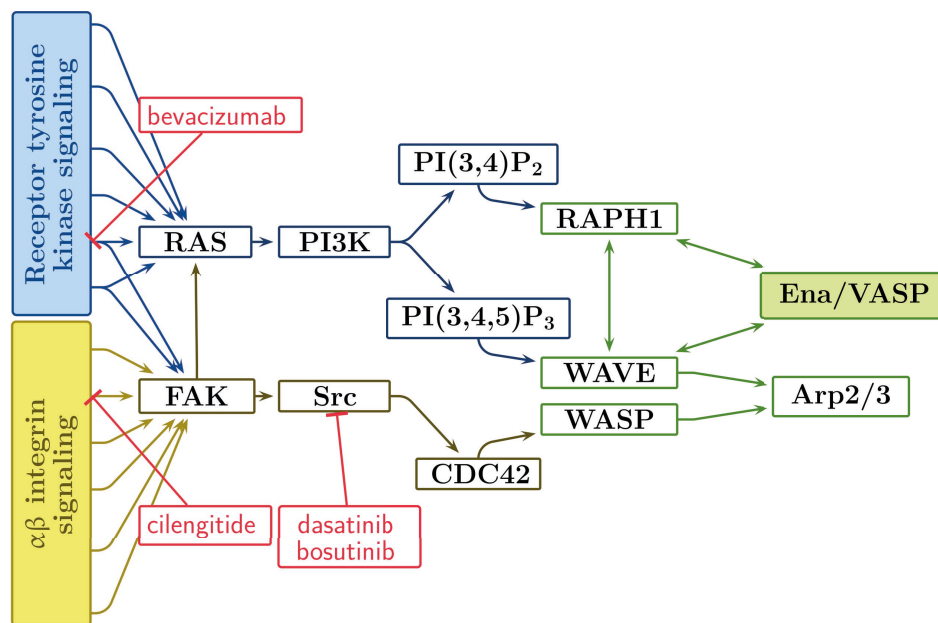 Receptor tyrosine
kinase signaling
bevacizumab
PI(3,4)P₂
RAS
PI3K
RAPH1
Ena/VASP
PI(3,4,5)P₃
αβ integrin
signaling
FAK
Src
WAVE
Arp2/3
WASP
CDC42
cilengitide
dasatinib
bosutinib